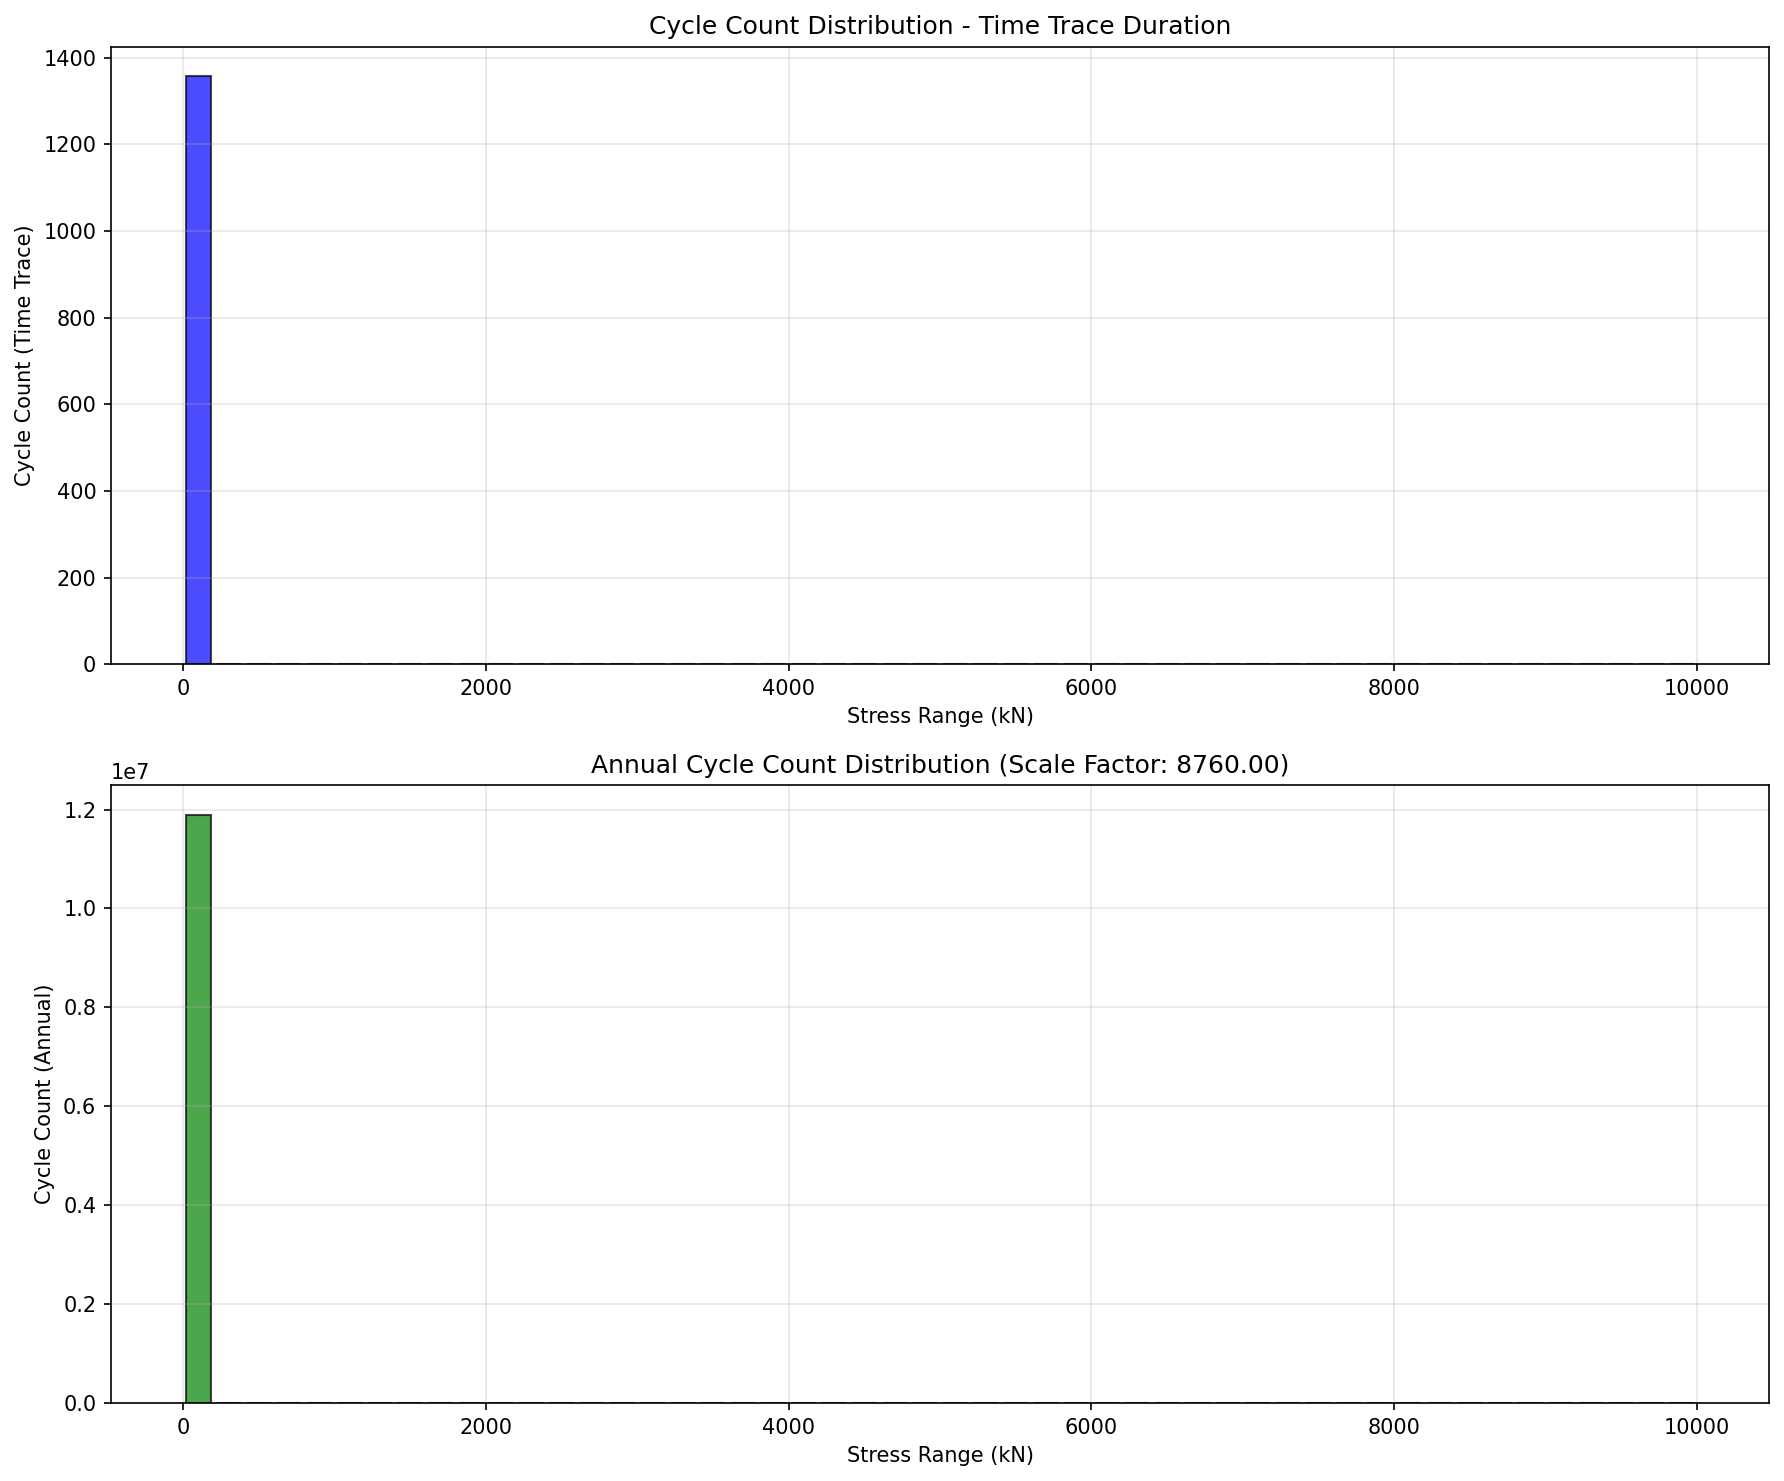 Cycle Count Distribution - Time Trace Duration
1400
1200
1000
800
600
400
200
0
Cycle Count (Time Trace)
0 2000 4000 6000 8000 10000
Stress Range (kN)
Annual Cycle Count Distribution (Scale Factor: 8760.00)
1e7
1.2
1.0
0.8
0.6
0.4
0.2
0.0
Cycle Count (Annual)
0 2000 4000 6000 8000 10000
Stress Range (kN)